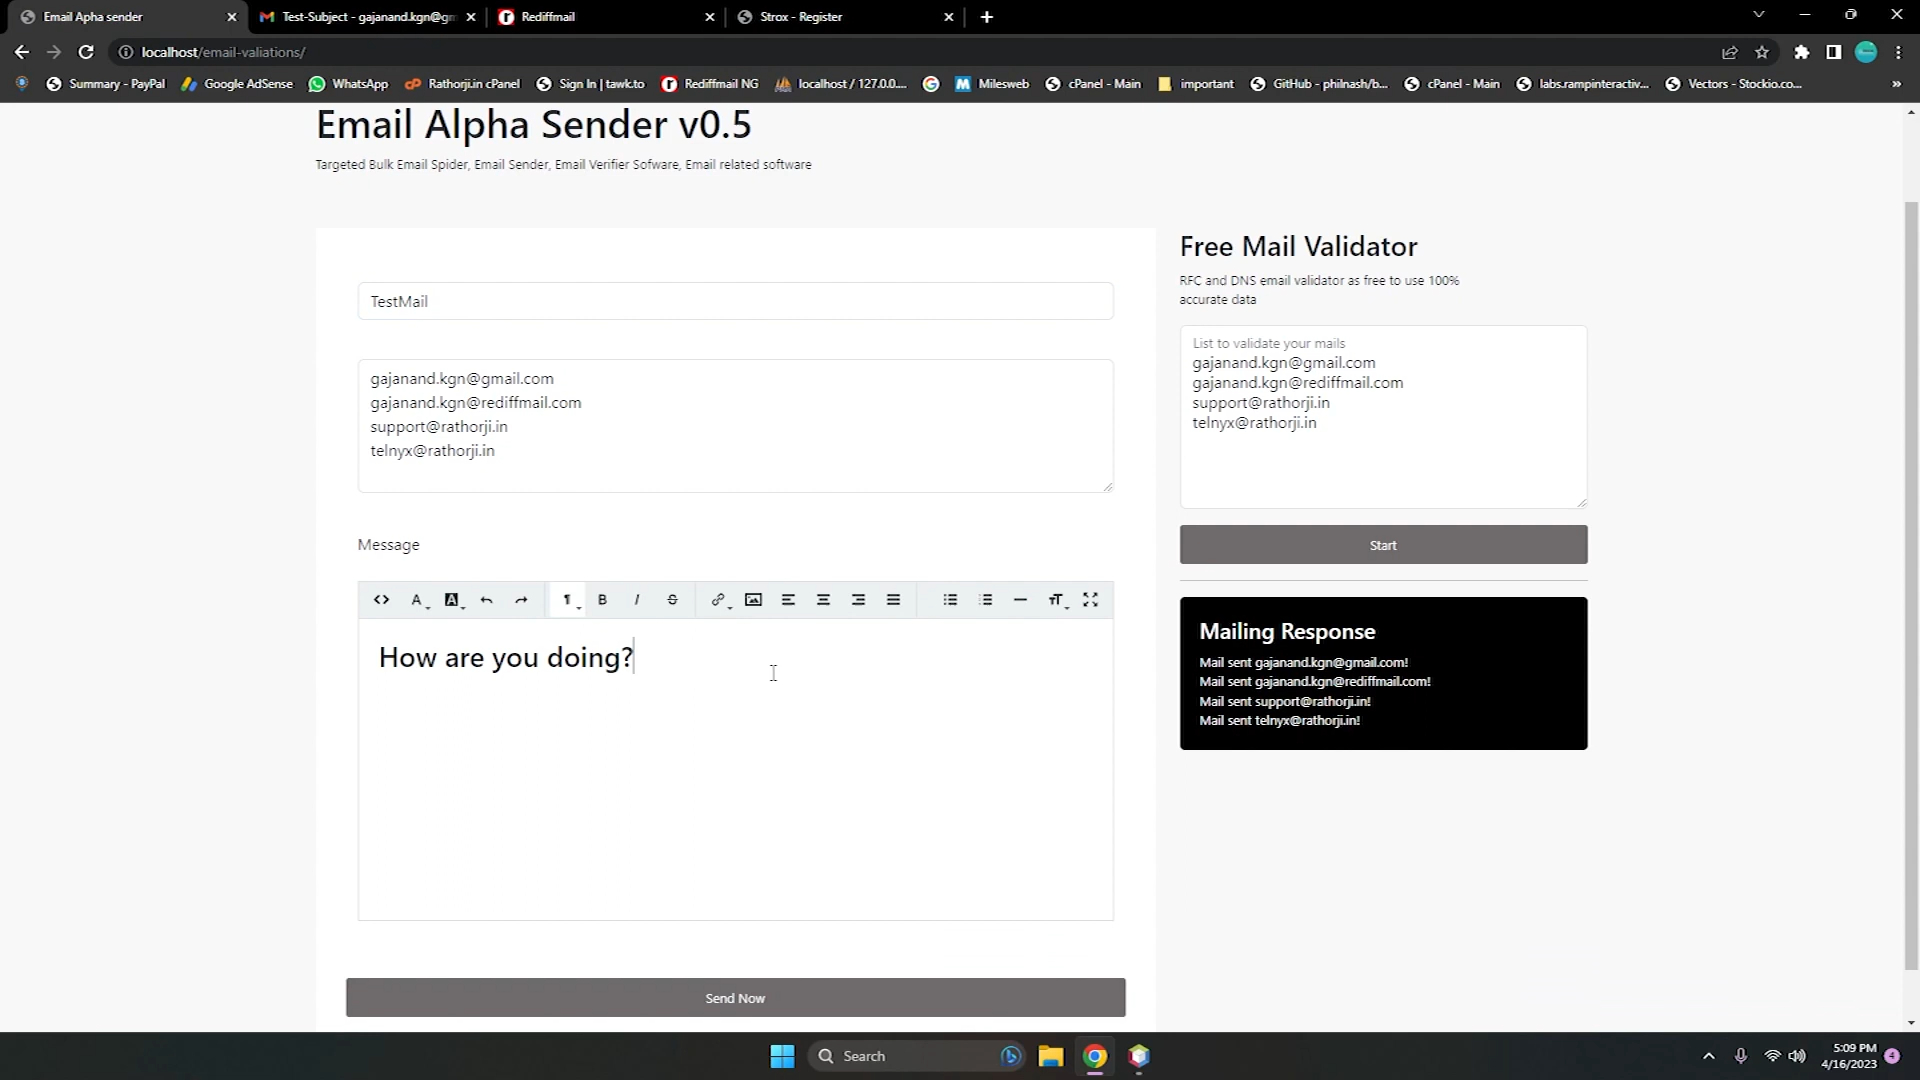 Email Apha sender
Test-Subject - gajanand.kgn@gm
Rediffmail
Strox - Register
localhost/email-valiations/
Summary - PayPal
Google AdSense
WhatsApp
Rathorji.in cPanel
Sign In | tawk.to
Rediffmail NG
localhost / 127.0.0....
Milesweb
cPanel - Main
important
GitHub - philnash/b...
cPanel - Main
labs.rampinteractiv...
Vectors - Stockio.co...
»
Email Alpha Sender v0.5
Targeted Bulk Email Spider, Email Sender, Email Verifier Sofware, Email related software
TestMail
gajanand.kgn@gmail.com
gajanand.kgn@rediffmail.com
support@rathorji.in
telnyx@rathorji.in
Message
How are you doing?
Send Now
Free Mail Validator
RFC and DNS email validator as free to use 100%
accurate data
List to validate your mails
gajanand.kgn@gmail.com
gajanand.kgn@rediffmail.com
support@rathorji.in
telnyx@rathorji.in
Start
Mailing Response
Mail sent gajanand.kgn@gmail.com!
Mail sent gajanand.kgn@rediffmail.com!
Mail sent support@rathorji.in!
Mail sent telnyx@rathorji.in!
Search
5:09 PM
4/16/2023
4